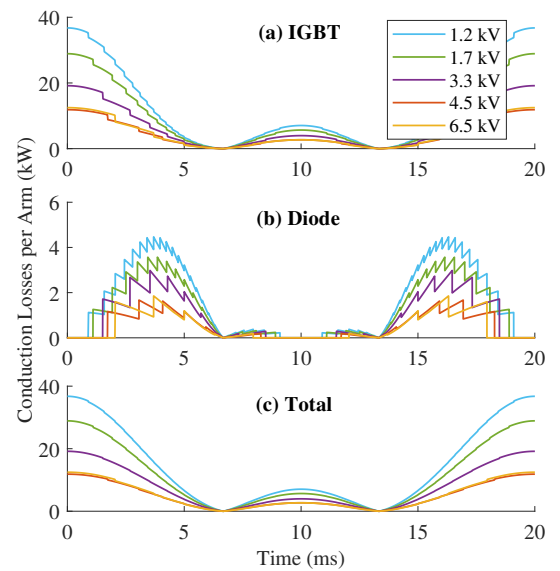 (a) IGBT
1.2 kV
1.7 kV
3.3 kV
4.5 kV
6.5 kV
40
20
0
0 5 10 15 20
Conduction Losses per Arm (kW)
(b) Diode
6
4
2
0
0 5 10 15 20
(c) Total
40
20
0
0 5 10 15 20
Time (ms)